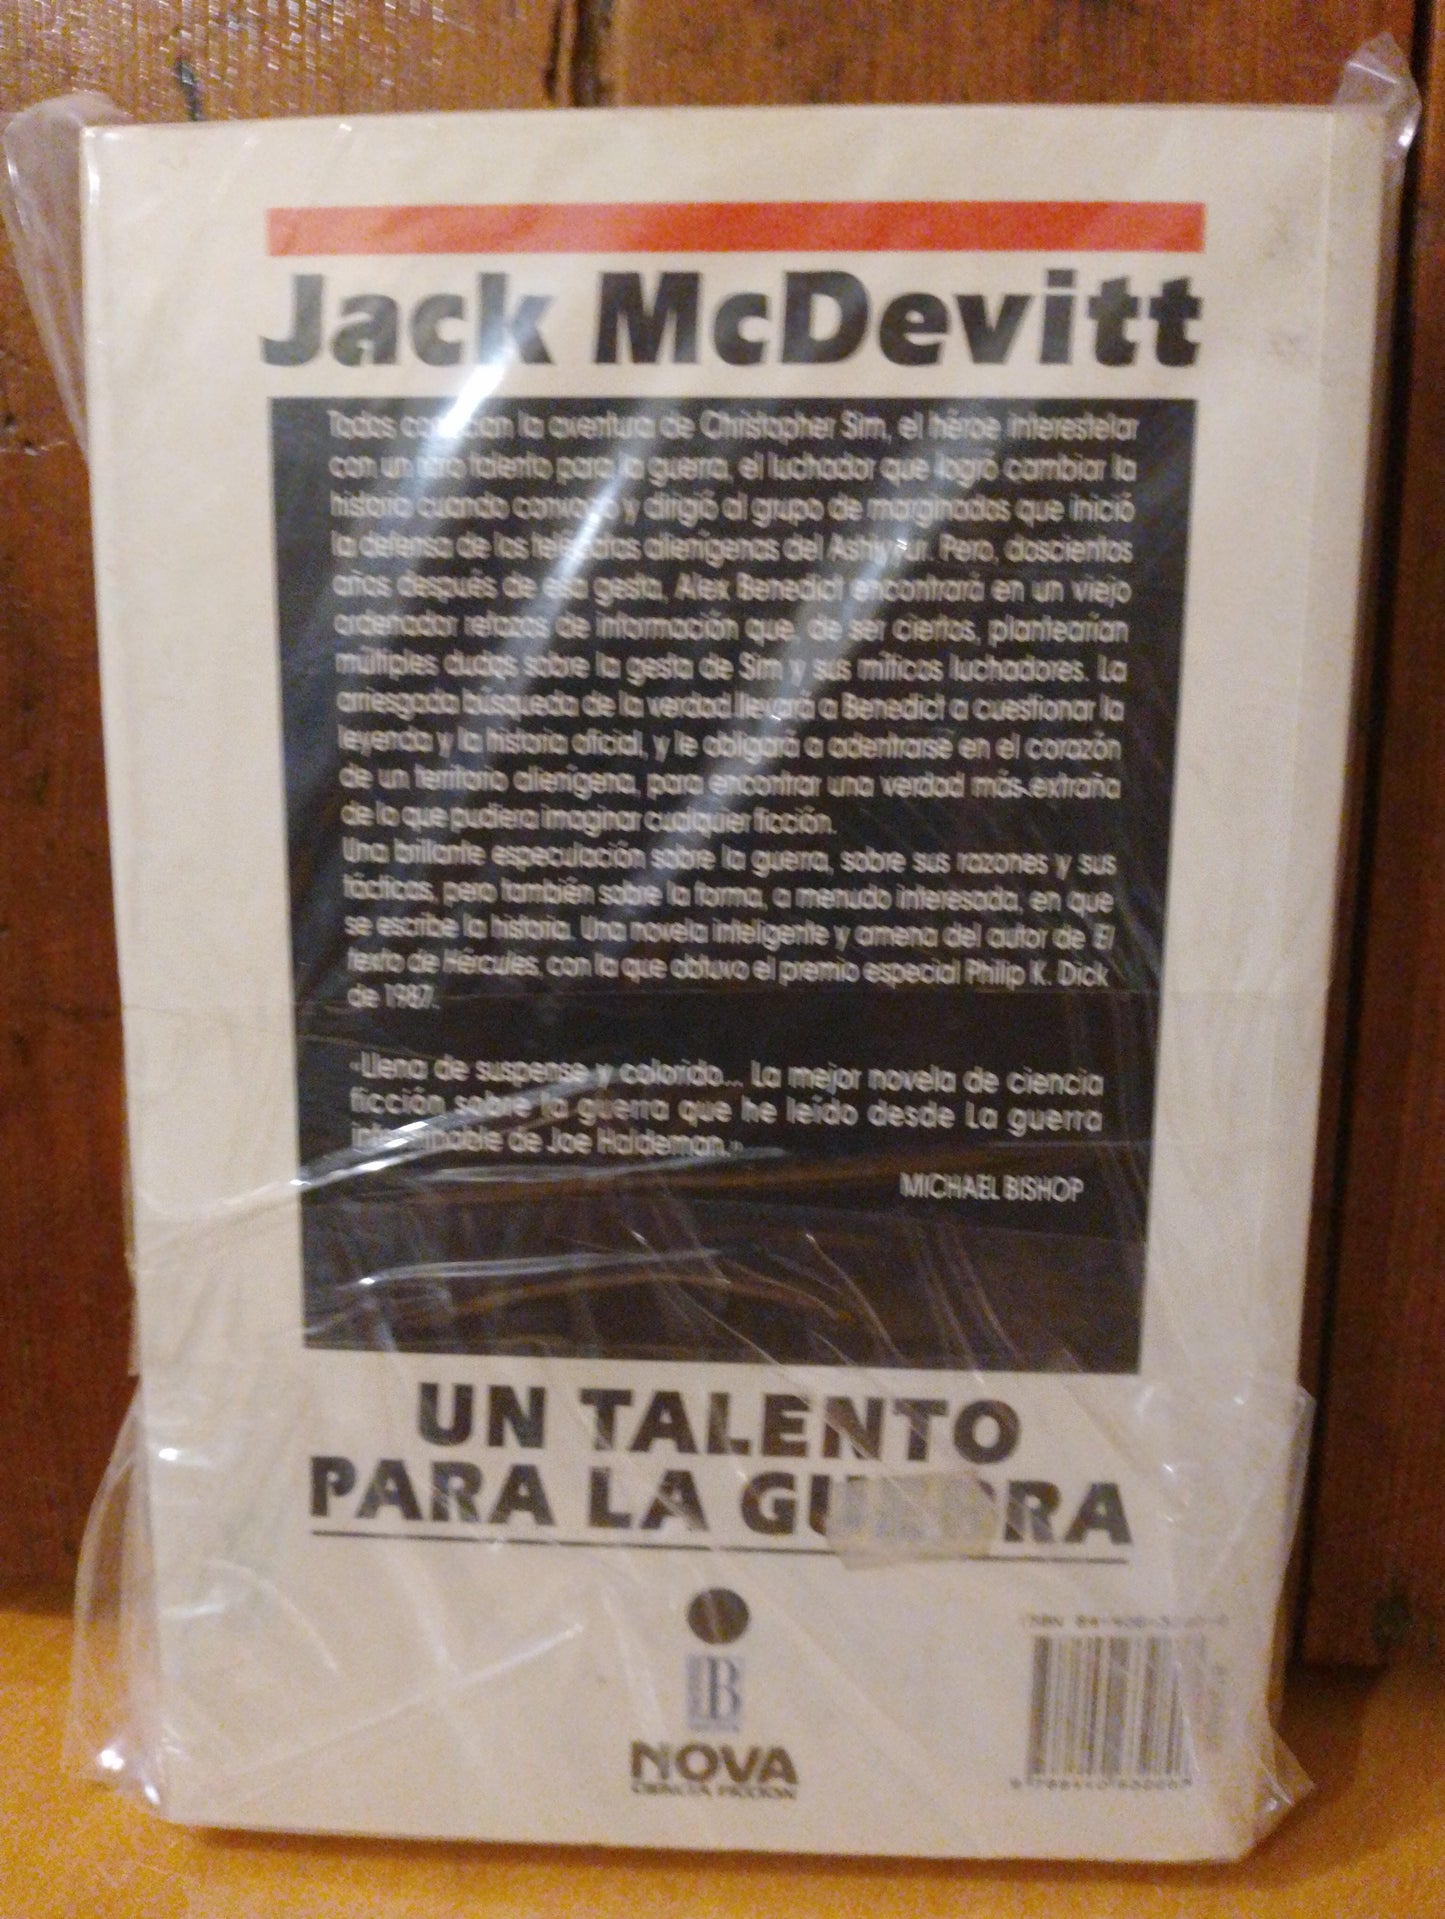 Jack McDevitt
Todos la aventura de Christopher Sim, el héroe interestelar
con un raro talento para la guerra, el luchador que logró cambiar la
historia cuando convocó y dirigió al grupo de marginados que inició
la defensa de los telépatas alienígenas del Ashiyyur. Pero, doscientos
años después de esa gesta, Alex Benedict encontrará en un viejo
ordenador retazos de información que, de ser ciertos, plantearían
múltiples dudas sobre la gesta de Sim y sus míticos luchadores. La
arriesgada búsqueda de la verdad llevará a Benedict a cuestionar la
leyenda y la historia oficial, y le obligará a adentrarse en el corazón
de un territorio alienígena, para encontrar una verdad más extraña
de lo que pudiera imaginar cualquier ficción.
Una brillante especulación sobre la guerra, sobre sus razones y sus
tácticas, pero también sobre la forma, a menudo interesada, en que
se escribe la historia. Una novela inteligente y amena del autor de El
texto de Hércules, con la que obtuvo el premio especial Philip K. Dick
de 1987.
«Llena de suspense y colorido... La mejor novela de ciencia
ficción sobre la guerra que he leído desde La guerra
interminable de Joe Haldeman.»
MICHAEL BISHOP
UN TALENTO
PARA LA GUERRA
B
NOVA
CIENCIA FICCION
ISBN